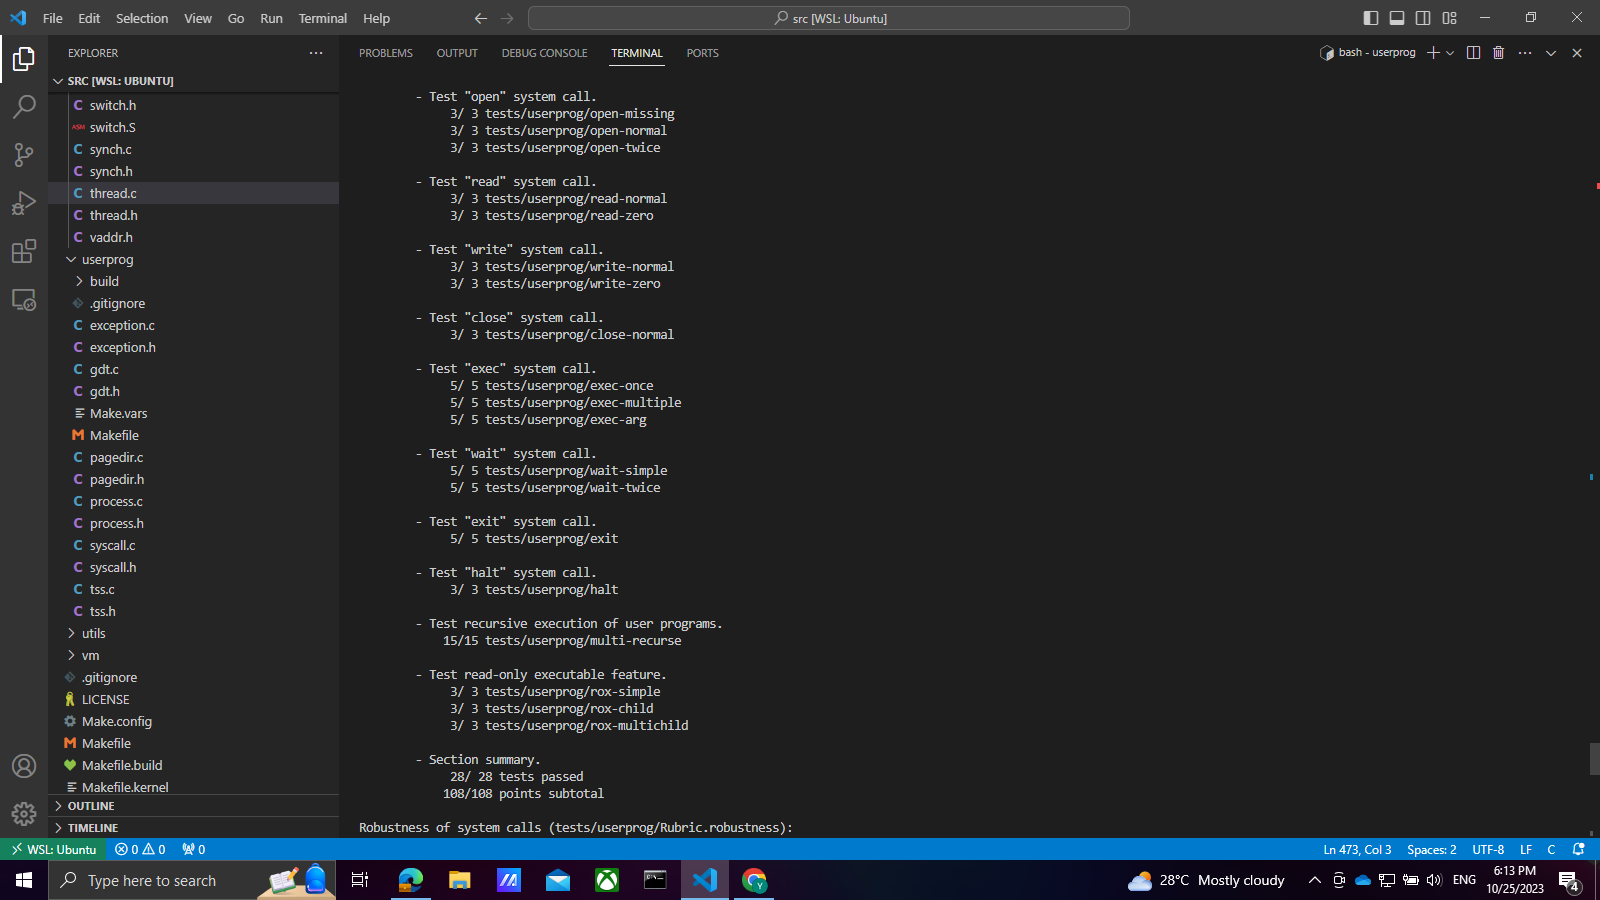 File Edit Selection View Go Run Terminal Help
src [WSL: Ubuntu]
EXPLORER
SRC [WSL: UBUNTU]
C switch.h
ASM switch.S
C synch.c
C synch.h
C thread.c
C thread.h
C vaddr.h
userprog
build
.gitignore
C exception.c
C exception.h
C gdt.c
C gdt.h
Make.vars
M Makefile
C pagedir.c
C pagedir.h
C process.c
C process.h
C syscall.c
C syscall.h
C tss.c
C tss.h
utils
vm
.gitignore
LICENSE
Make.config
M Makefile
Makefile.build
Makefile.kernel
OUTLINE
TIMELINE
PROBLEMS OUTPUT DEBUG CONSOLE TERMINAL PORTS
bash - userprog
- Test "open" system call.
3/ 3 tests/userprog/open-missing
3/ 3 tests/userprog/open-normal
3/ 3 tests/userprog/open-twice
- Test "read" system call.
3/ 3 tests/userprog/read-normal
3/ 3 tests/userprog/read-zero
- Test "write" system call.
3/ 3 tests/userprog/write-normal
3/ 3 tests/userprog/write-zero
- Test "close" system call.
3/ 3 tests/userprog/close-normal
- Test "exec" system call.
5/ 5 tests/userprog/exec-once
5/ 5 tests/userprog/exec-multiple
5/ 5 tests/userprog/exec-arg
- Test "wait" system call.
5/ 5 tests/userprog/wait-simple
5/ 5 tests/userprog/wait-twice
- Test "exit" system call.
5/ 5 tests/userprog/exit
- Test "halt" system call.
3/ 3 tests/userprog/halt
- Test recursive execution of user programs.
15/15 tests/userprog/multi-recurse
- Test read-only executable feature.
3/ 3 tests/userprog/rox-simple
3/ 3 tests/userprog/rox-child
3/ 3 tests/userprog/rox-multichild
- Section summary.
28/ 28 tests passed
108/108 points subtotal
Robustness of system calls (tests/userprog/Rubric.robustness):
WSL: Ubuntu 0 0 0
Ln 473, Col 3 Spaces: 2 UTF-8 LF C
Type here to search
28°C Mostly cloudy
ENG
6:13 PM
10/25/2023
4